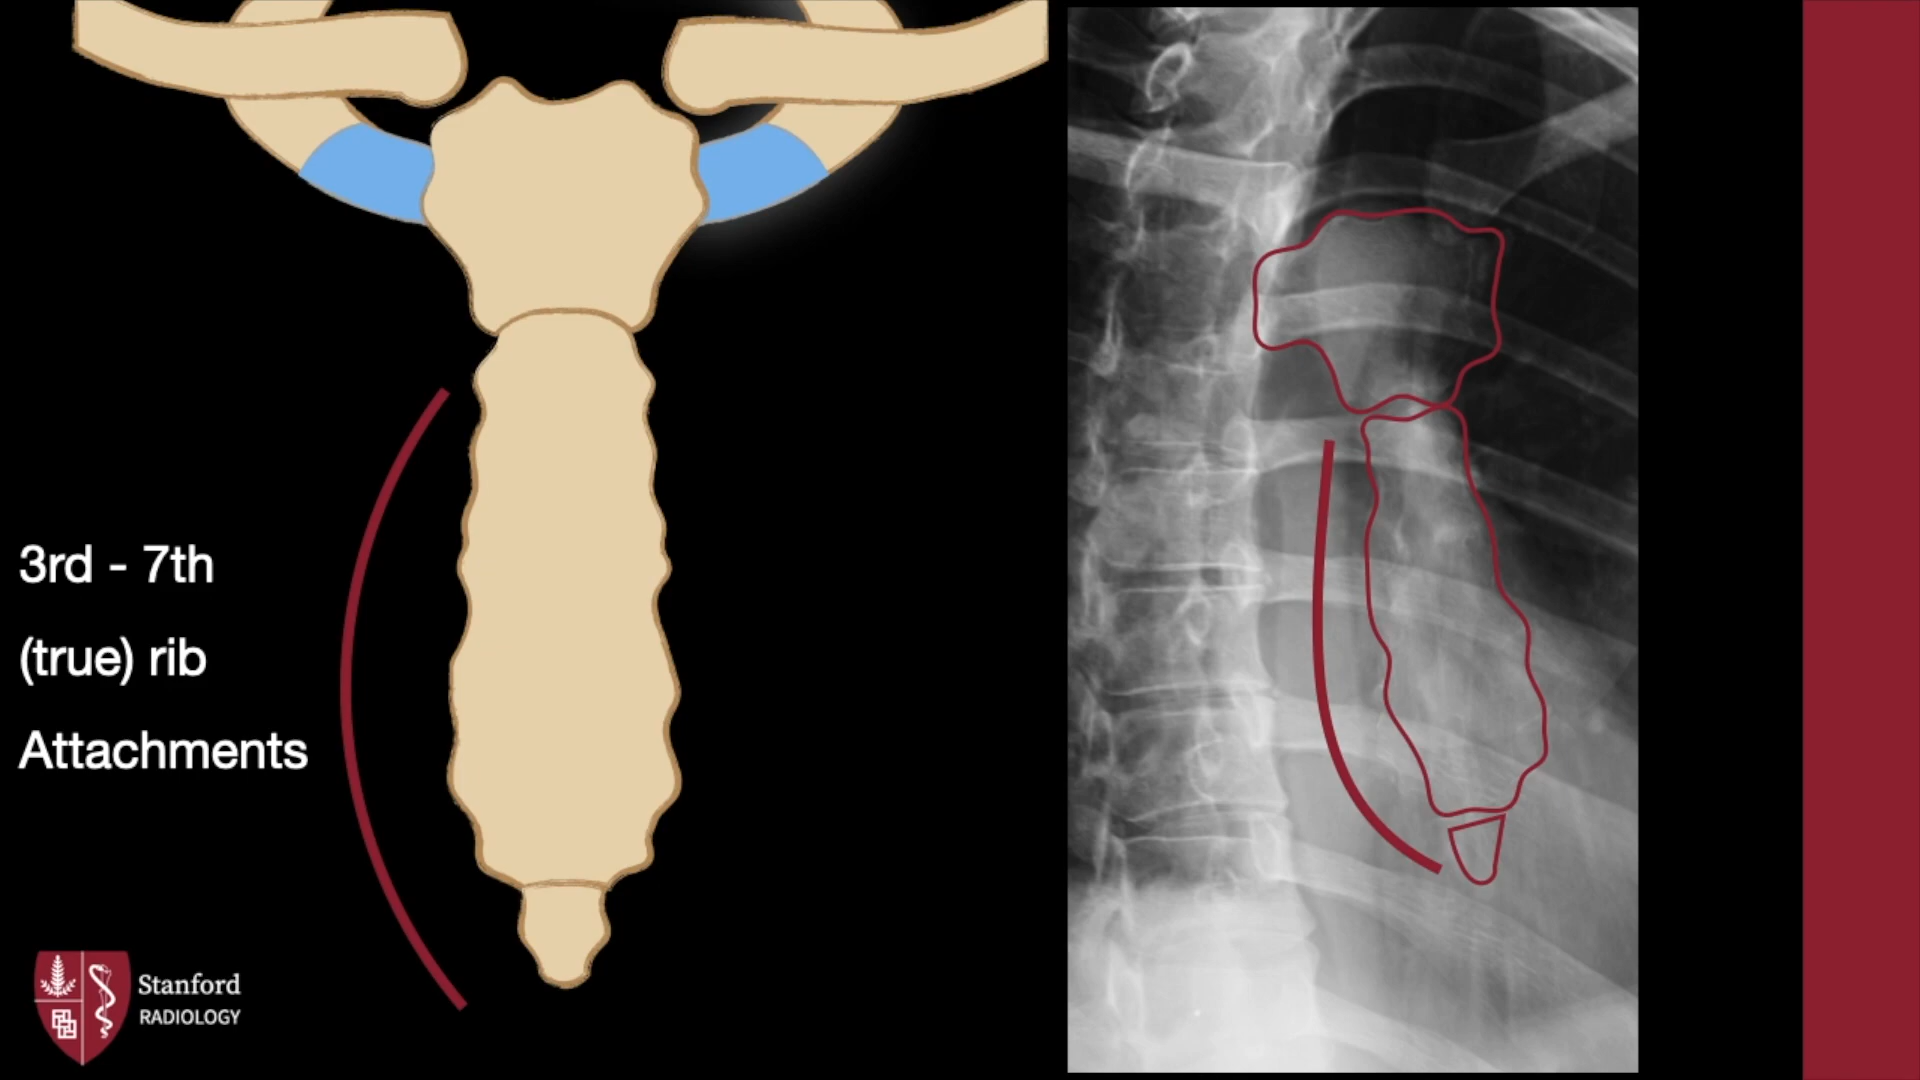 3rd - 7th
(true) rib
Attachments
Stanford
RADIOLOGY